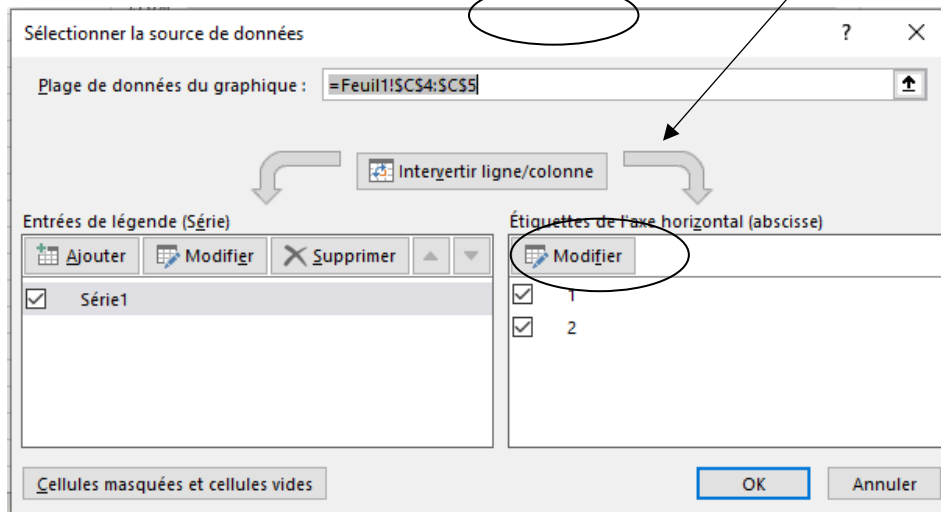 Sélectionner la source de données ?
Plage de données du graphique : =Feuil1!$C$4:$C$5
Intervertir ligne/colonne
Entrées de légende (Série)
Ajouter Modifier Supprimer
Série1
Étiquettes de l'axe horizontal (abscisse)
Modifier
1
2
Cellules masquées et cellules vides
OK Annuler